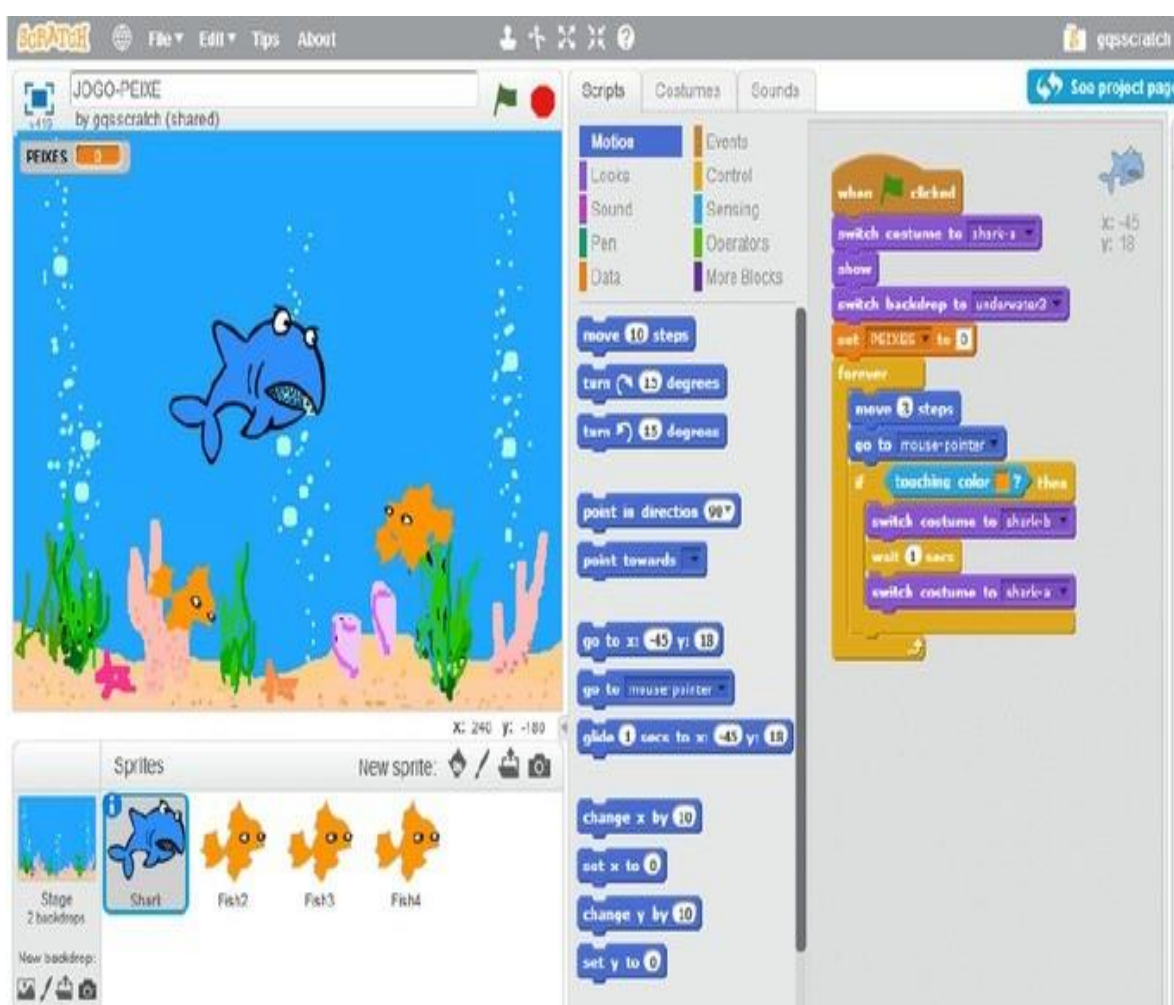 SCRATCH File Edit Tips About gqsscratch
JOGO-PEIXE
by gqsscratch (shared)
PEIXES 0
x: 240 y: -180
Sprites New sprite:
Stage
2 backdrops
New backdrop:
Shark
Fish2
Fish3
Fish4
Scripts Costumes Sounds
See project page
Motion Events
Looks Control
Sound Sensing
Pen Operators
Data More Blocks
move 10 steps
turn 15 degrees
turn 15 degrees
point in direction 90
point towards
go to x: -45 y: 18
go to mouse-pointer
glide 1 secs to x: -45 y: 18
change x by 10
set x to 0
change y by 10
set y to 0
when clicked
switch costume to shark-a
show
switch backdrop to underwater3
set PEIXES to 0
forever
move 3 steps
go to mouse-pointer
if touching color ? then
switch costume to shark-b
wait 1 secs
switch costume to shark-a
x: -45
y: 18